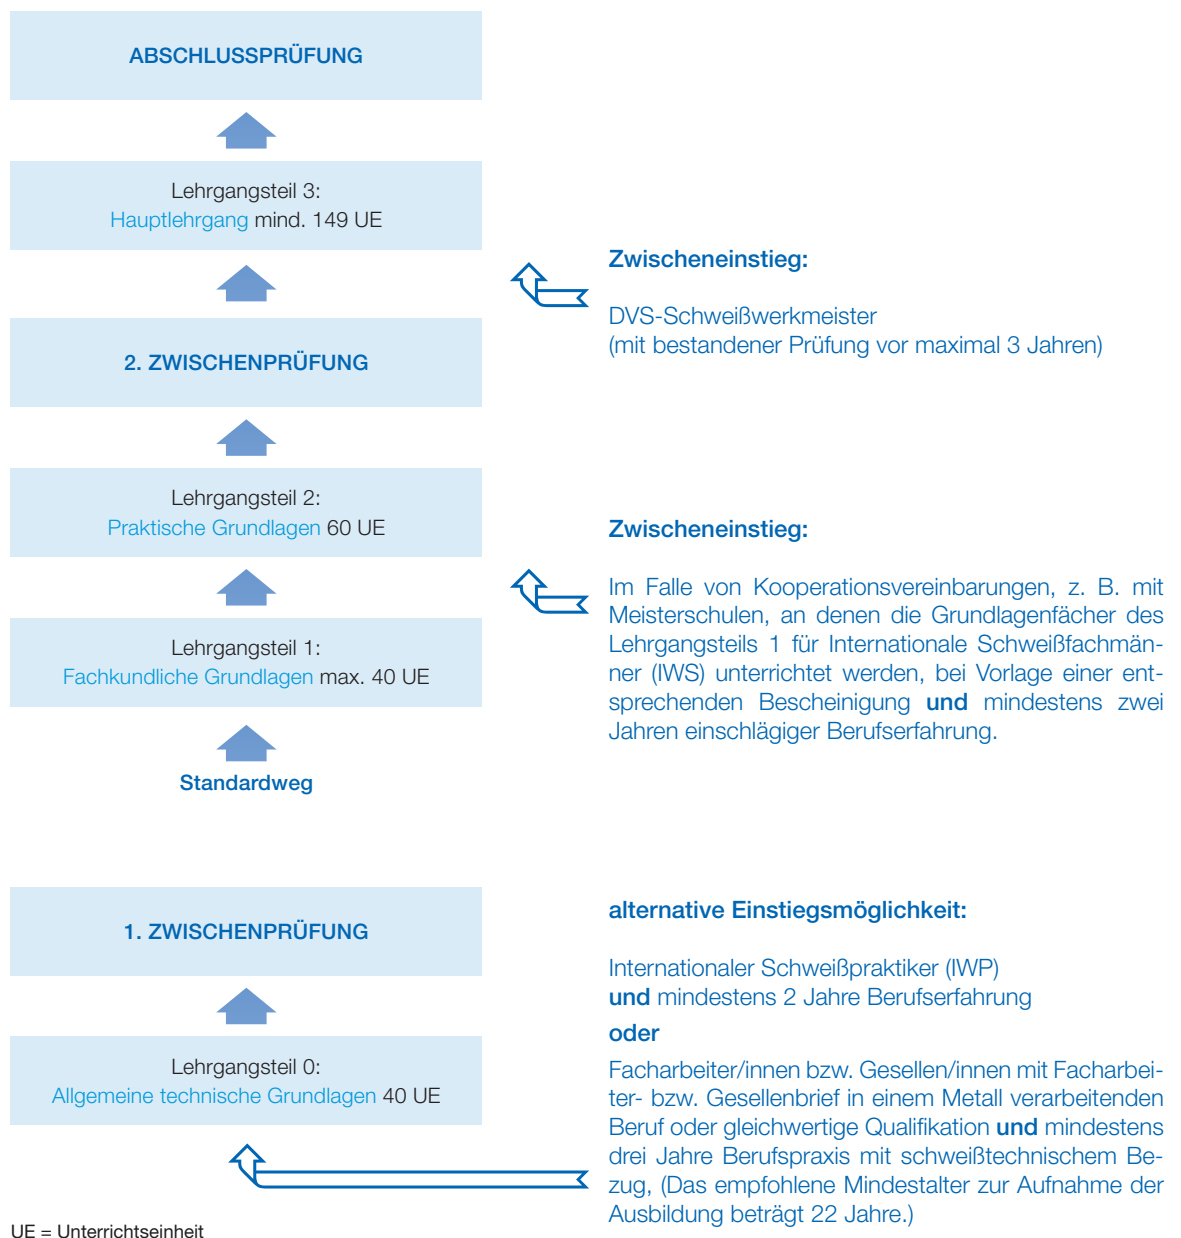 ABSCHLUSSPRÜFUNG
Lehrgangsteil 3:
Hauptlehrgang mind. 149 UE
Zwischeneinstieg:
DVS-Schweißwerkmeister
(mit bestandener Prüfung vor maximal 3 Jahren)
2. ZWISCHENPRÜFUNG
Lehrgangsteil 2:
Praktische Grundlagen 60 UE
Zwischeneinstieg:
Im Falle von Kooperationsvereinbarungen, z. B. mit
Meisterschulen, an denen die Grundlagenfächer des
Lehrgangsteils 1 für Internationale Schweißfachmän-
ner (IWS) unterrichtet werden, bei Vorlage einer ent-
sprechenden Bescheinigung und mindestens zwei
Jahren einschlägiger Berufserfahrung.
Lehrgangsteil 1:
Fachkundliche Grundlagen max. 40 UE
Standardweg
1. ZWISCHENPRÜFUNG
Lehrgangsteil 0:
Allgemeine technische Grundlagen 40 UE
alternative Einstiegsmöglichkeit:
Internationaler Schweißpraktiker (IWP)
und mindestens 2 Jahre Berufserfahrung
oder
Facharbeiter/innen bzw. Gesellen/innen mit Facharbei-
ter- bzw. Gesellenbrief in einem Metall verarbeitenden
Beruf oder gleichwertige Qualifikation und mindestens
drei Jahre Berufspraxis mit schweißtechnischem Be-
zug, (Das empfohlene Mindestalter zur Aufnahme der
Ausbildung beträgt 22 Jahre.)
UE = Unterrichtseinheit